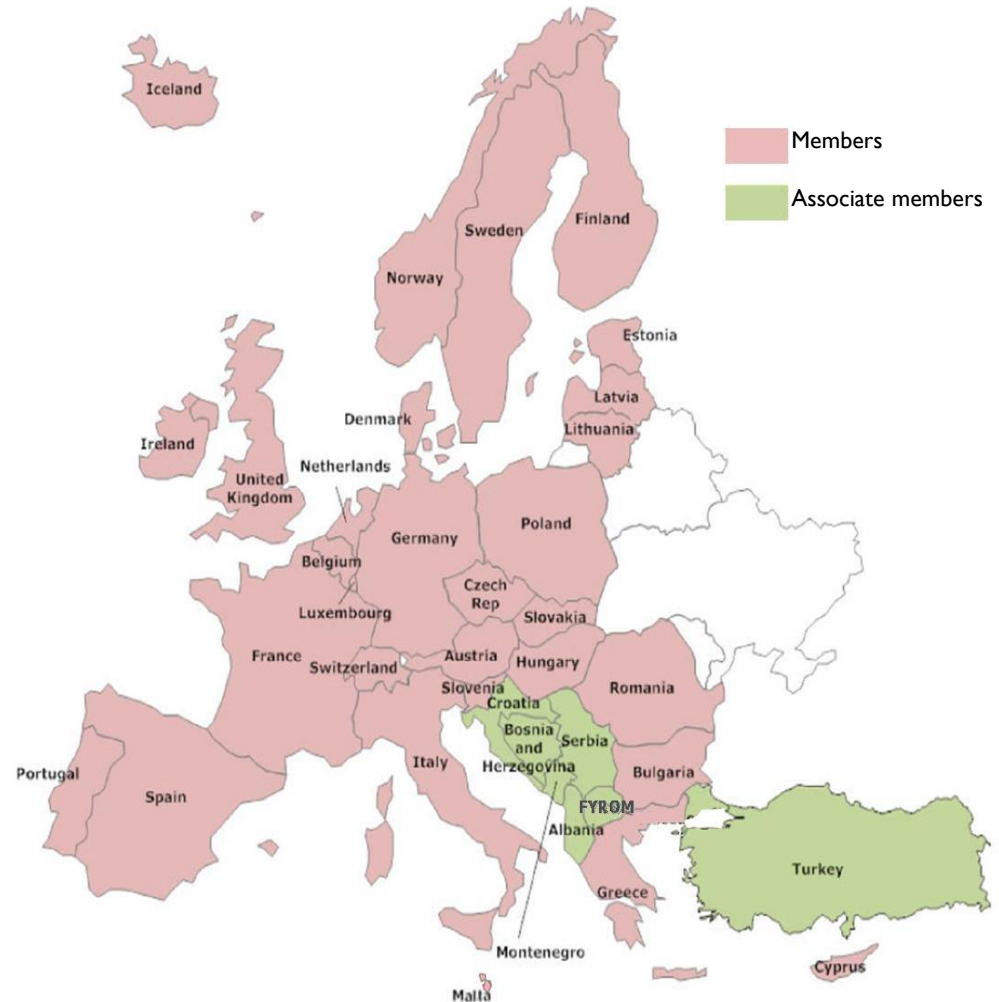 Iceland
Members
Associate members
Finland
Sweden
Norway
Estonia
Latvia
Denmark
Lithuania
Ireland
Netherlands
United
Kingdom
Poland
Germany
Belgium
Czech
Rep
Luxembourg
Slovakia
France
Switzerland
Austria
Hungary
Slovenia
Romania
Croatia
Bosnia
and
Herzegovina
Serbia
Italy
Portugal
Bulgaria
Spain
FYROM
Albania
Turkey
Greece
Montenegro
Cyprus
Malta